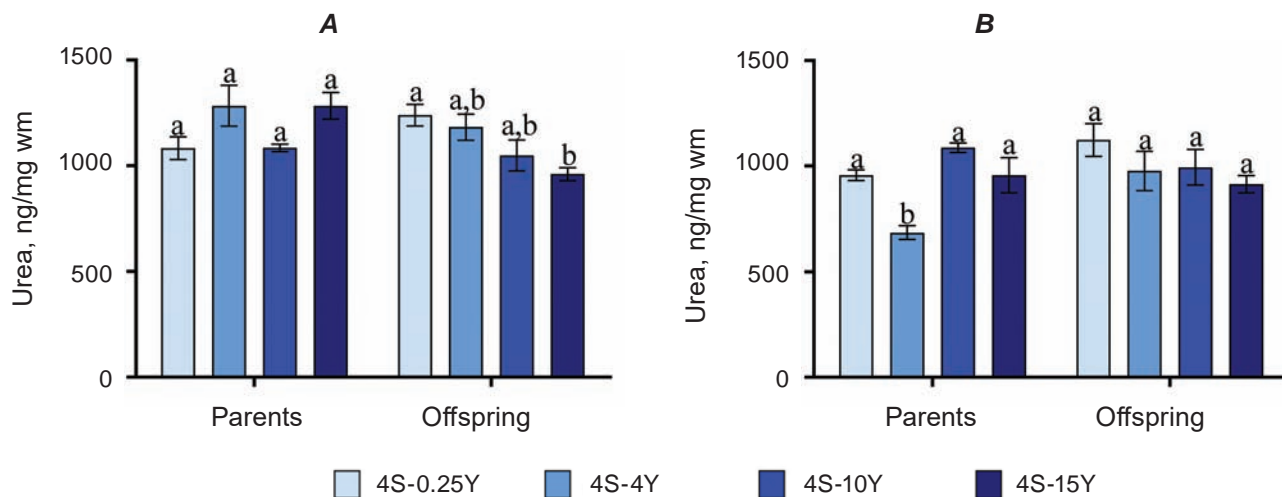 A
Urea, ng/mg wm
1500
1000
500
0
a
a
a
a
a
a,b
a,b
b
Parents
Offspring
B
Urea, ng/mg wm
1500
1000
500
0
a
b
a
a
a
a
a
a
Parents
Offspring
4S-0.25Y
4S-4Y
4S-10Y
4S-15Y